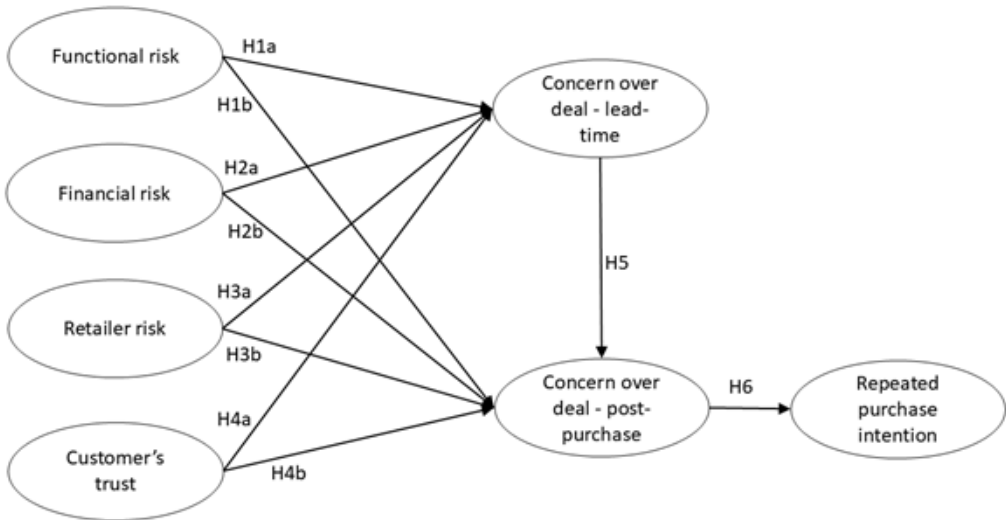 Functional risk
H1a
H1b
Concern over
deal - lead-
time
H2a
Financial risk
H2b
H5
H3a
Retailer risk
H3b
Concern over
deal - post-
purchase
H6
Repeated
purchase
intention
H4a
Customer’s
trust
H4b